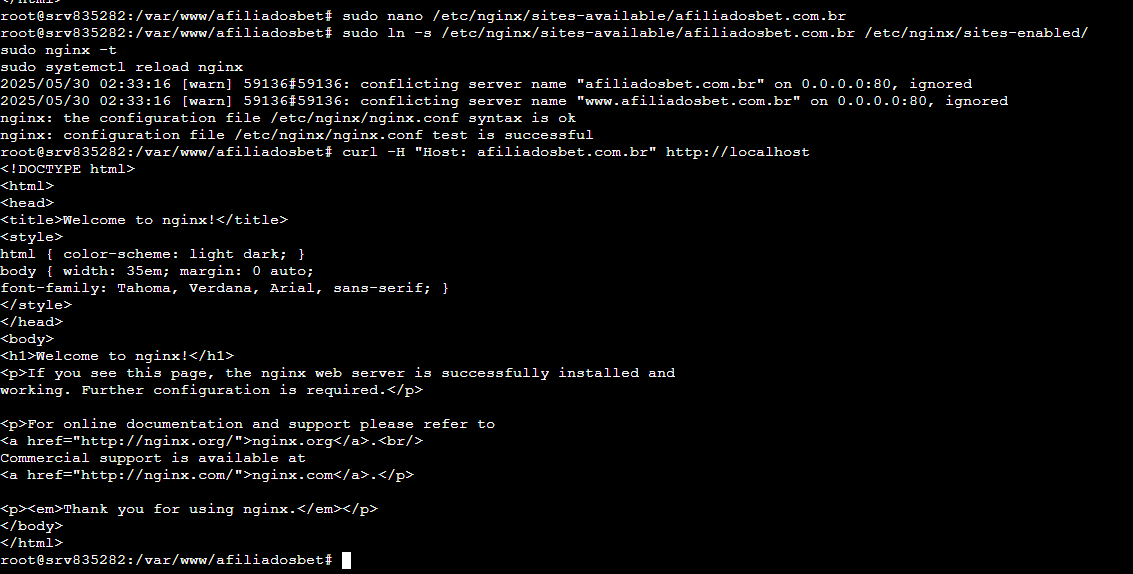 </html>
root@srv835282:/var/www/afiliadosbet# sudo nano /etc/nginx/sites-available/afiliadosbet.com.br
root@srv835282:/var/www/afiliadosbet# sudo ln -s /etc/nginx/sites-available/afiliadosbet.com.br /etc/nginx/sites-enabled/
sudo nginx -t
sudo systemctl reload nginx
2025/05/30 02:33:16 [warn] 59136#59136: conflicting server name "afiliadosbet.com.br" on 0.0.0.0:80, ignored
2025/05/30 02:33:16 [warn] 59136#59136: conflicting server name "www.afiliadosbet.com.br" on 0.0.0.0:80, ignored
nginx: the configuration file /etc/nginx/nginx.conf syntax is ok
nginx: configuration file /etc/nginx/nginx.conf test is successful
root@srv835282:/var/www/afiliadosbet# curl -H "Host: afiliadosbet.com.br" http://localhost
<!DOCTYPE html>
<html>
<head>
<title>Welcome to nginx!</title>
<style>
html { color-scheme: light dark; }
body { width: 35em; margin: 0 auto;
font-family: Tahoma, Verdana, Arial, sans-serif; }
</style>
</head>
<body>
<h1>Welcome to nginx!</h1>
<p>If you see this page, the nginx web server is successfully installed and
working. Further configuration is required.</p>
<p>For online documentation and support please refer to
<a href="http://nginx.org/">nginx.org</a>.<br/>
Commercial support is available at
<a href="http://nginx.com/">nginx.com</a>.</p>
<p><em>Thank you for using nginx.</em></p>
</body>
</html>
root@srv835282:/var/www/afiliadosbet#